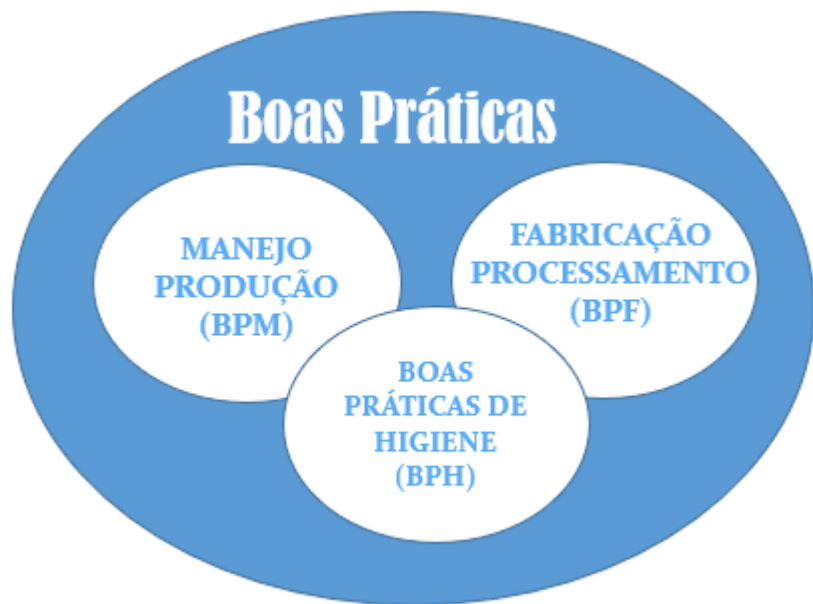 Boas Práticas
MANEJO
PRODUÇÃO
(BPM)
FABRICAÇÃO
PROCESSAMENTO
(BPF)
BOAS
PRÁTICAS DE
HIGIENE
(BPH)